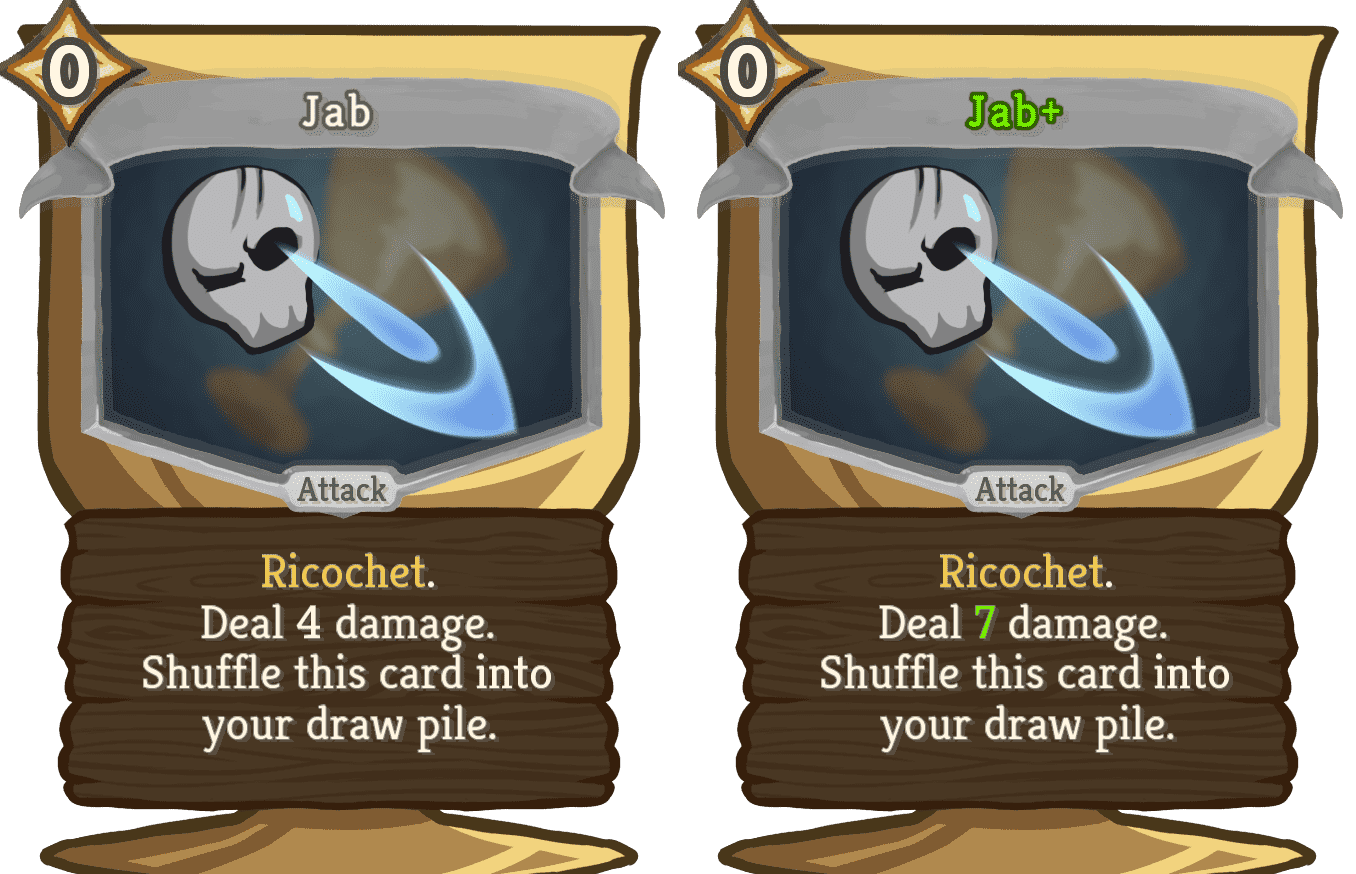 0
Jab
Attack
Ricochet.
Deal 4 damage.
Shuffle this card into
your draw pile.
0
Jab+
Attack
Ricochet.
Deal 7 damage.
Shuffle this card into
your draw pile.